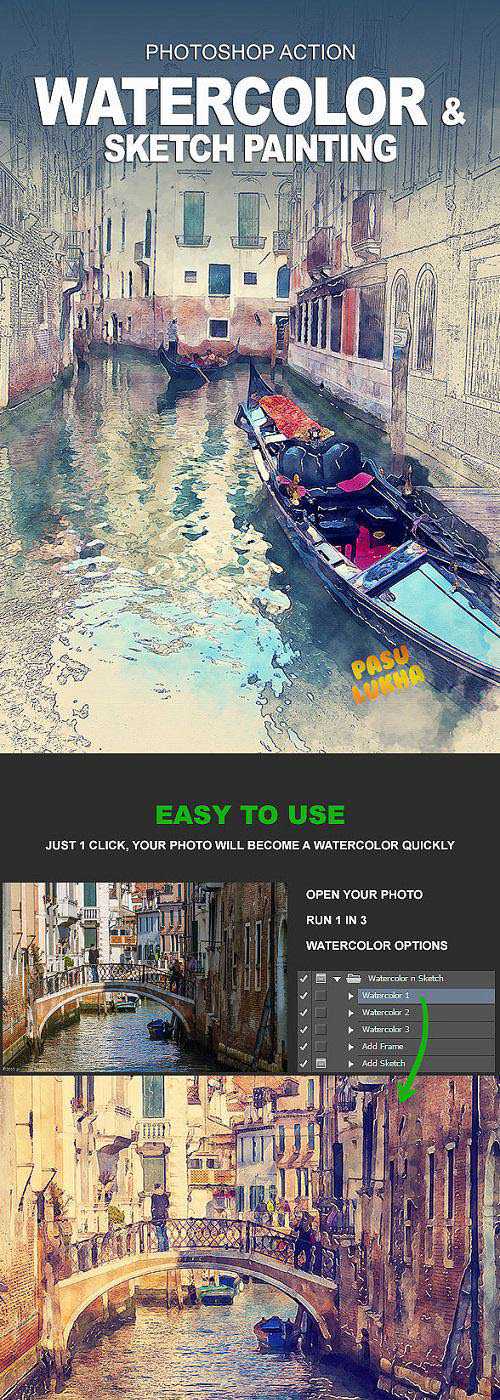 PHOTOSHOP ACTION
WATERCOLOR &
SKETCH PAINTING
PASU
LUKHA
EASY TO USE
JUST 1 CLICK, YOUR PHOTO WILL BECOME A WATERCOLOR QUICKLY
OPEN YOUR PHOTO
RUN 1 IN 3
WATERCOLOR OPTIONS
Watercolor n Sketch
Watercolor 1
Watercolor 2
Watercolor 3
Add Frame
Add Sketch